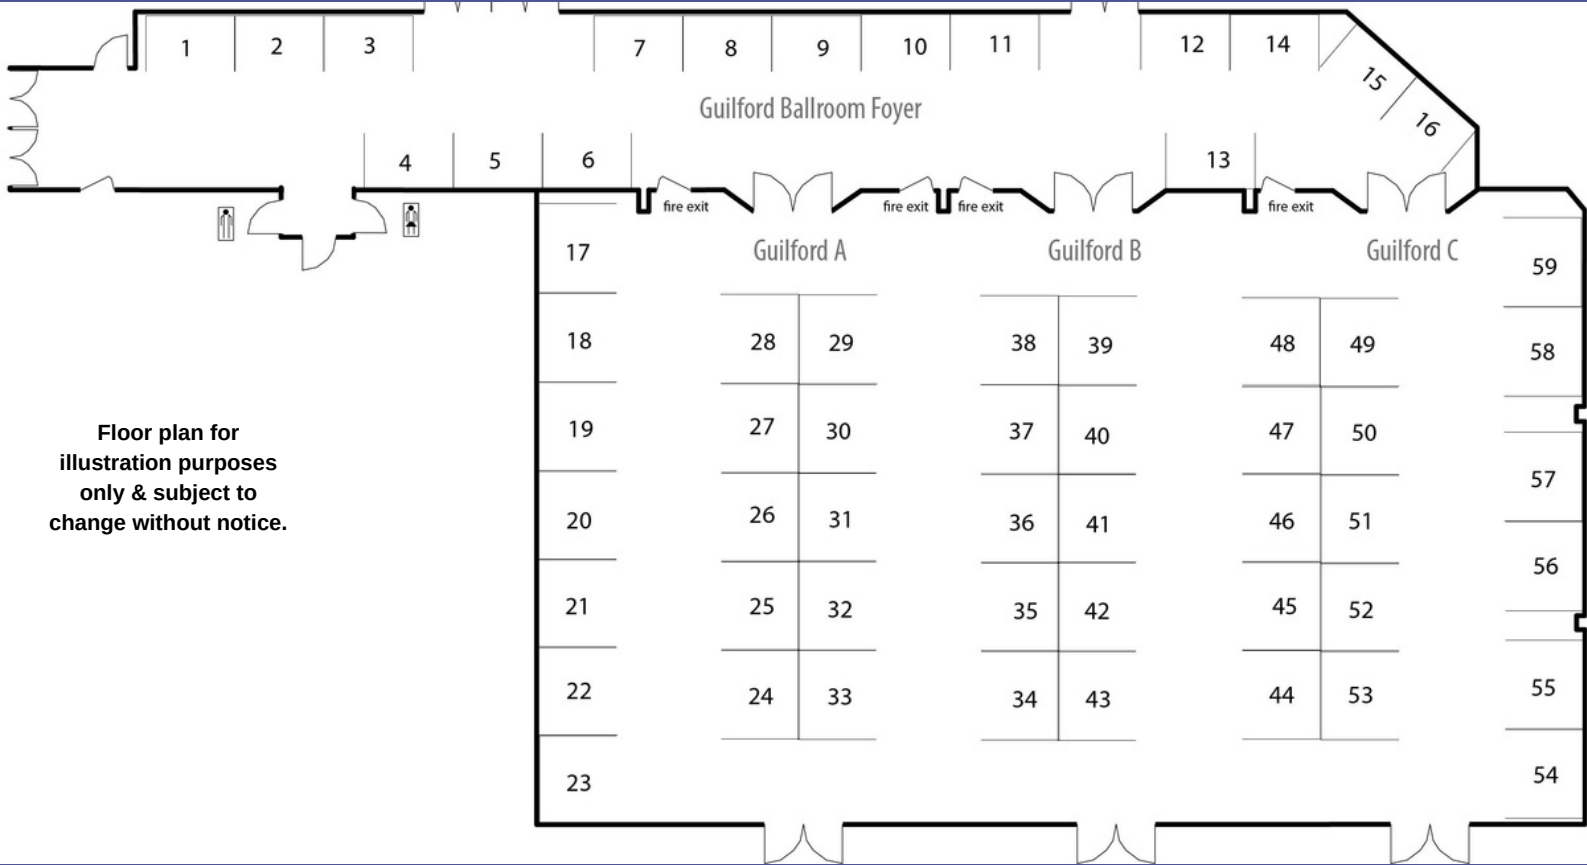 1 2 3 7 8 9 10 11 12 14
15
16
Guilford Ballroom Foyer
4 5 6 13
fire exit fire exit fire exit fire exit
Guilford A Guilford B Guilford C
17 59
18 28 29 38 39 48 49 58
19 27 30 37 40 47 50
57
20 26 31 36 41 46 51
56
21 25 32 35 42 45 52
22 24 33 34 43 44 53 55
23 54
Floor plan for
illustration purposes
only & subject to
change without notice.